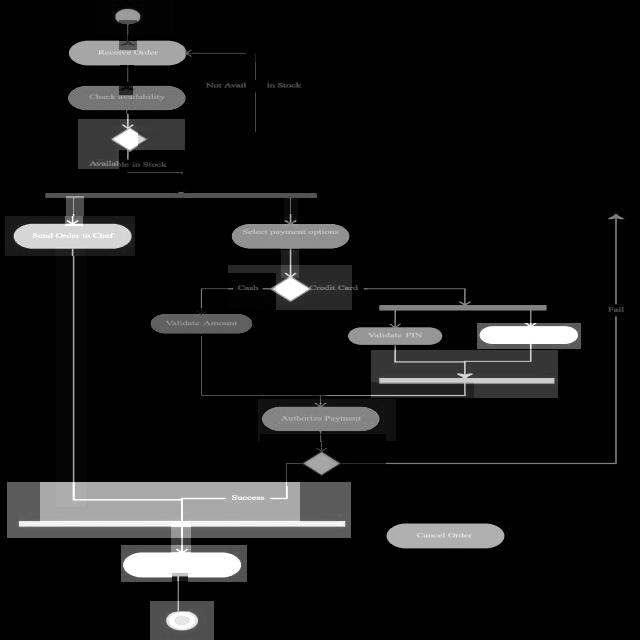 Receive Order
Not Avail in Stock
Check availability
Available in Stock
Send Order to Chef
Select payment options
Cash
Credit Card
Fail
Validate Amount
Validate PIN
Authorize Payment
Success
Cancel Order